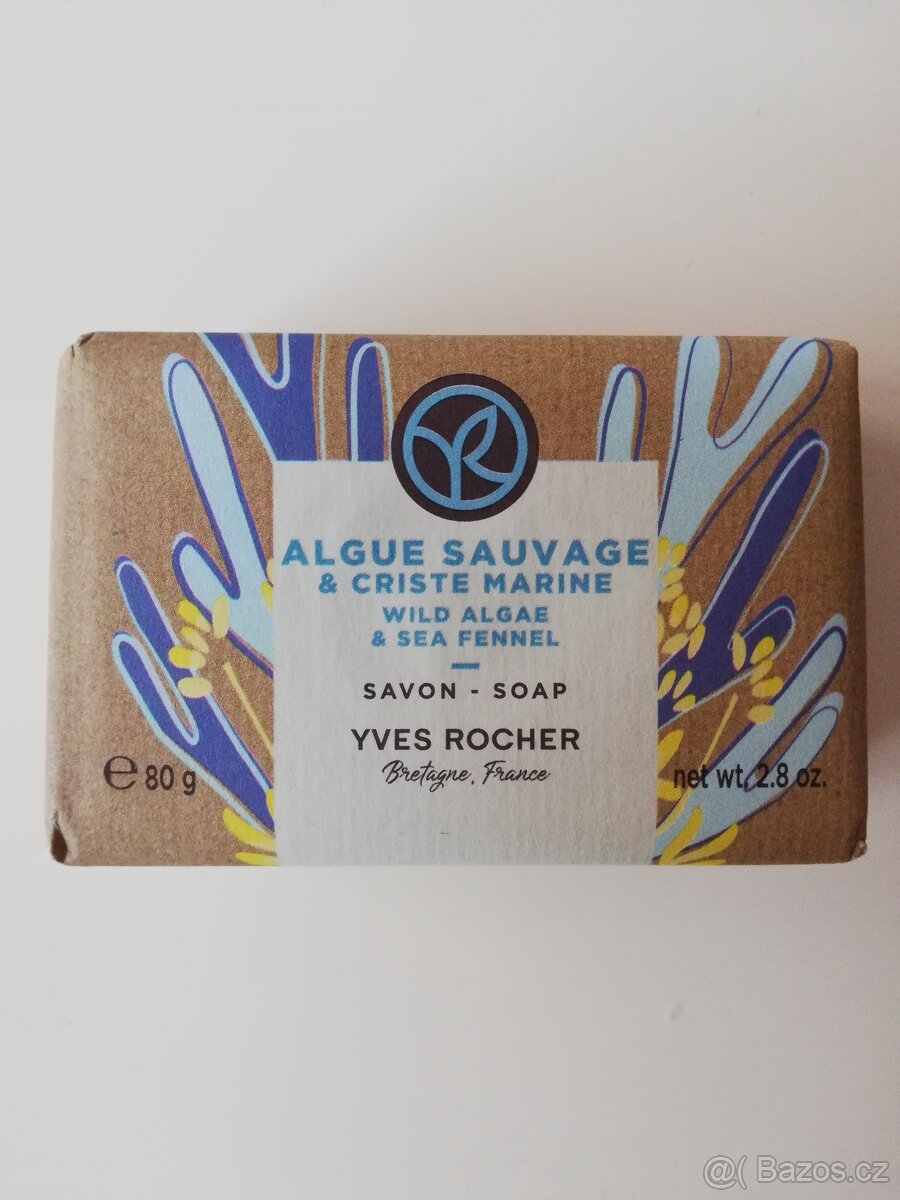 YR
ALGUE SAUVAGE
& CRISTE MARINE
WILD ALGAE
& SEA FENNEL
SAVON - SOAP
YVES ROCHER
Bretagne, France
℮ 80 g
net wt. 2.8 oz.
@( Bazos.cz